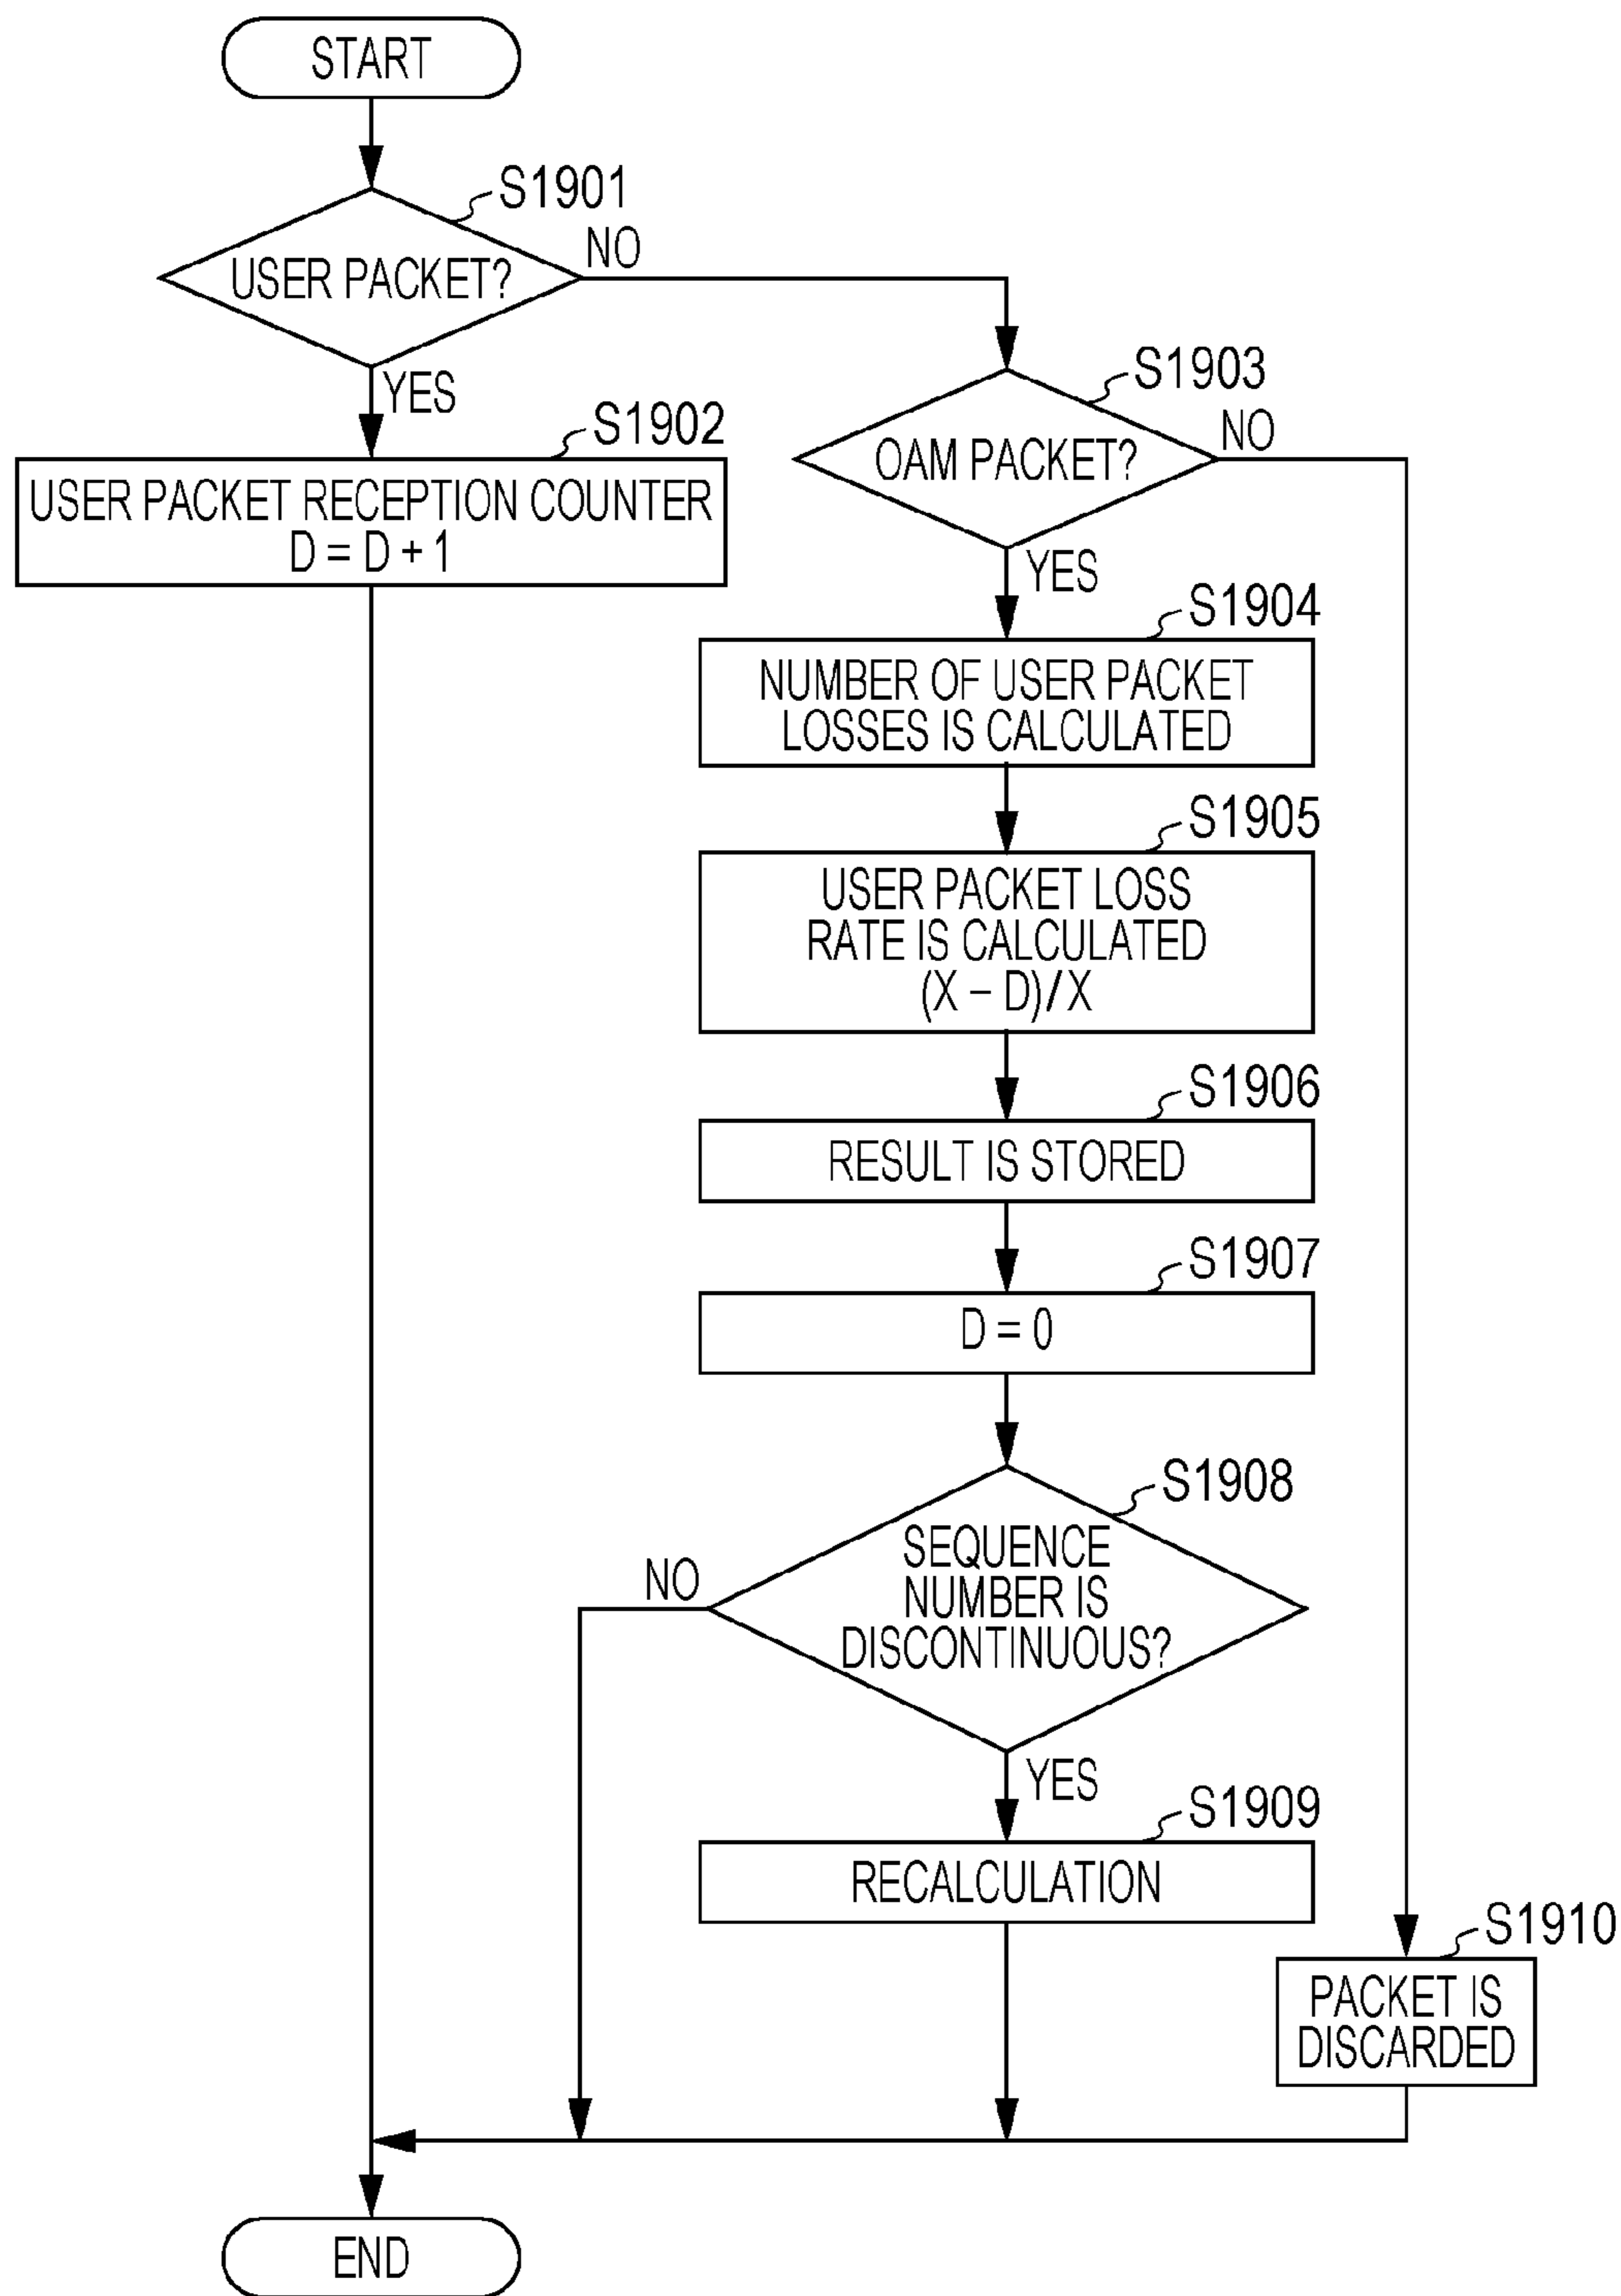 START
S1901
USER PACKET?
NO
YES
S1902
USER PACKET RECEPTION COUNTER
D = D + 1
S1903
OAM PACKET?
NO
YES
S1904
NUMBER OF USER PACKET
LOSSES IS CALCULATED
S1905
USER PACKET LOSS
RATE IS CALCULATED
(X – D) / X
S1906
RESULT IS STORED
S1907
D = 0
S1908
SEQUENCE
NUMBER IS
DISCONTINUOUS?
NO
YES
S1909
RECALCULATION
S1910
PACKET IS
DISCARDED
END